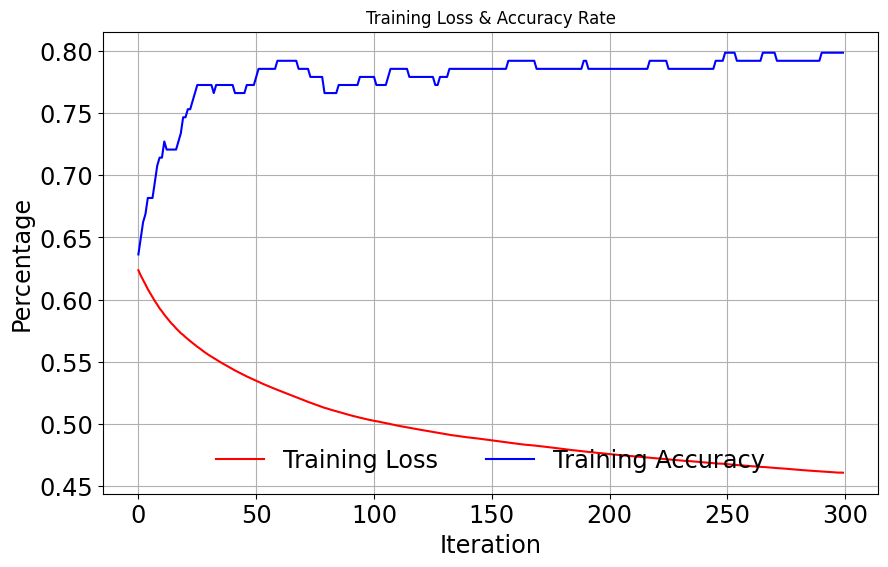 Training Loss & Accuracy Rate
0.80
0.75
0.70
0.65
0.60
0.55
0.50
0.45
Percentage
Training Loss
Training Accuracy
0 50 100 150 200 250 300
Iteration